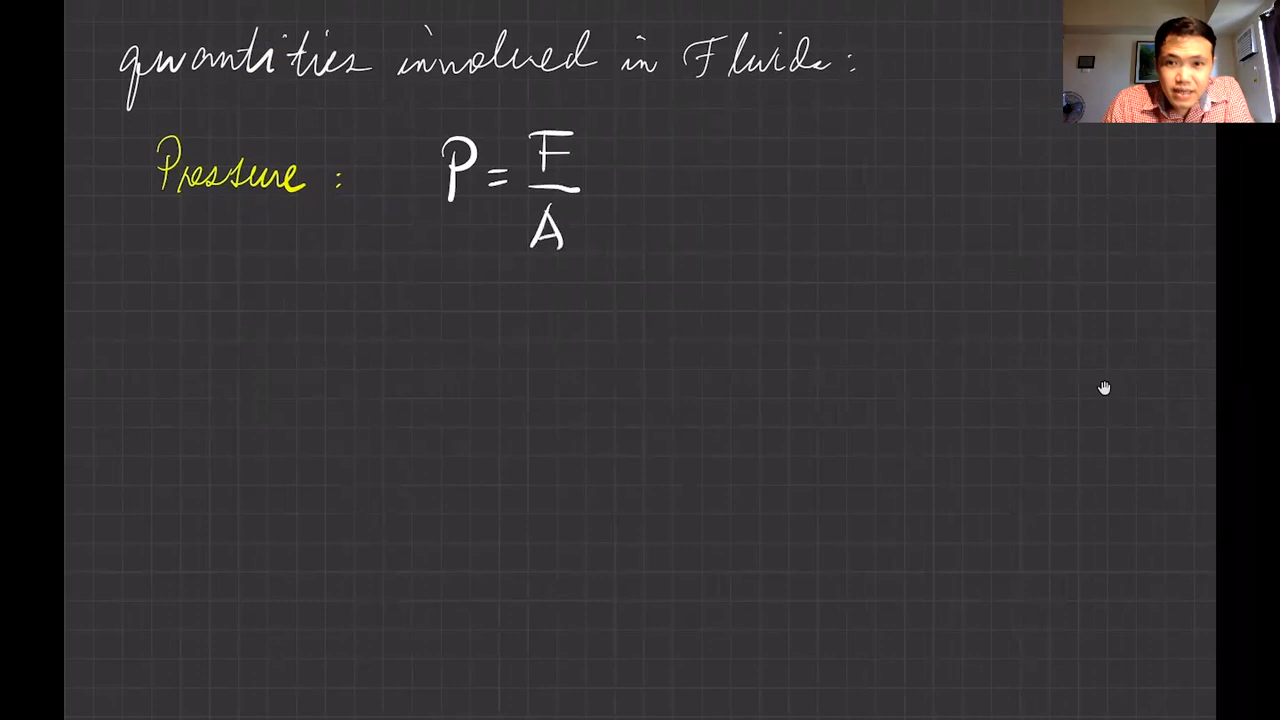 quantities involved in Fluids:
Pressure: P = F/A